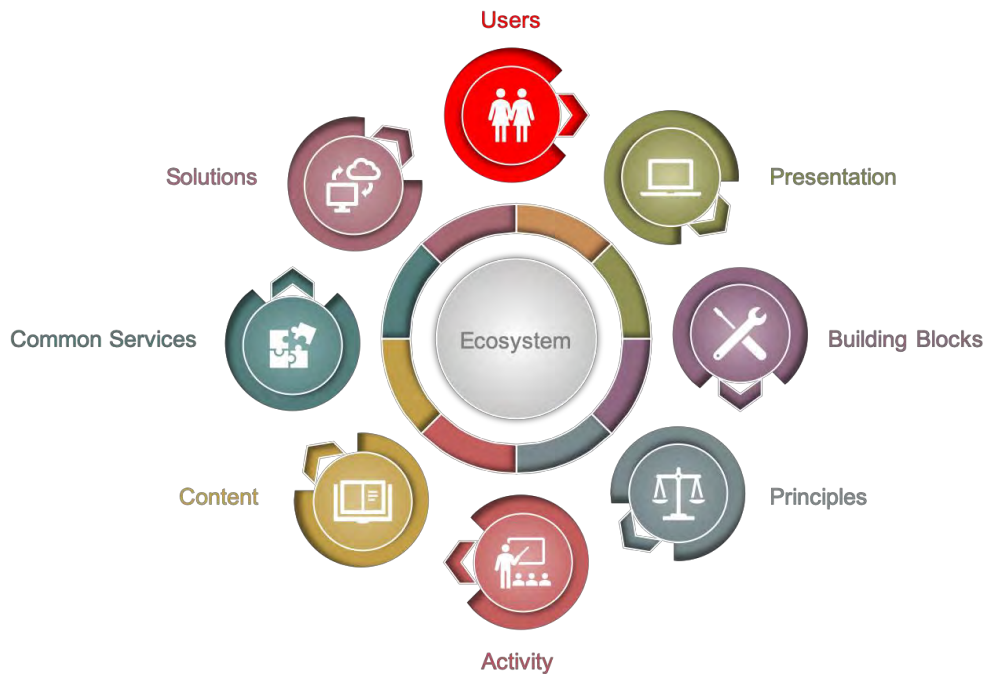 Users
Solutions
Presentation
Common Services
Ecosystem
Building Blocks
Content
Principles
Activity